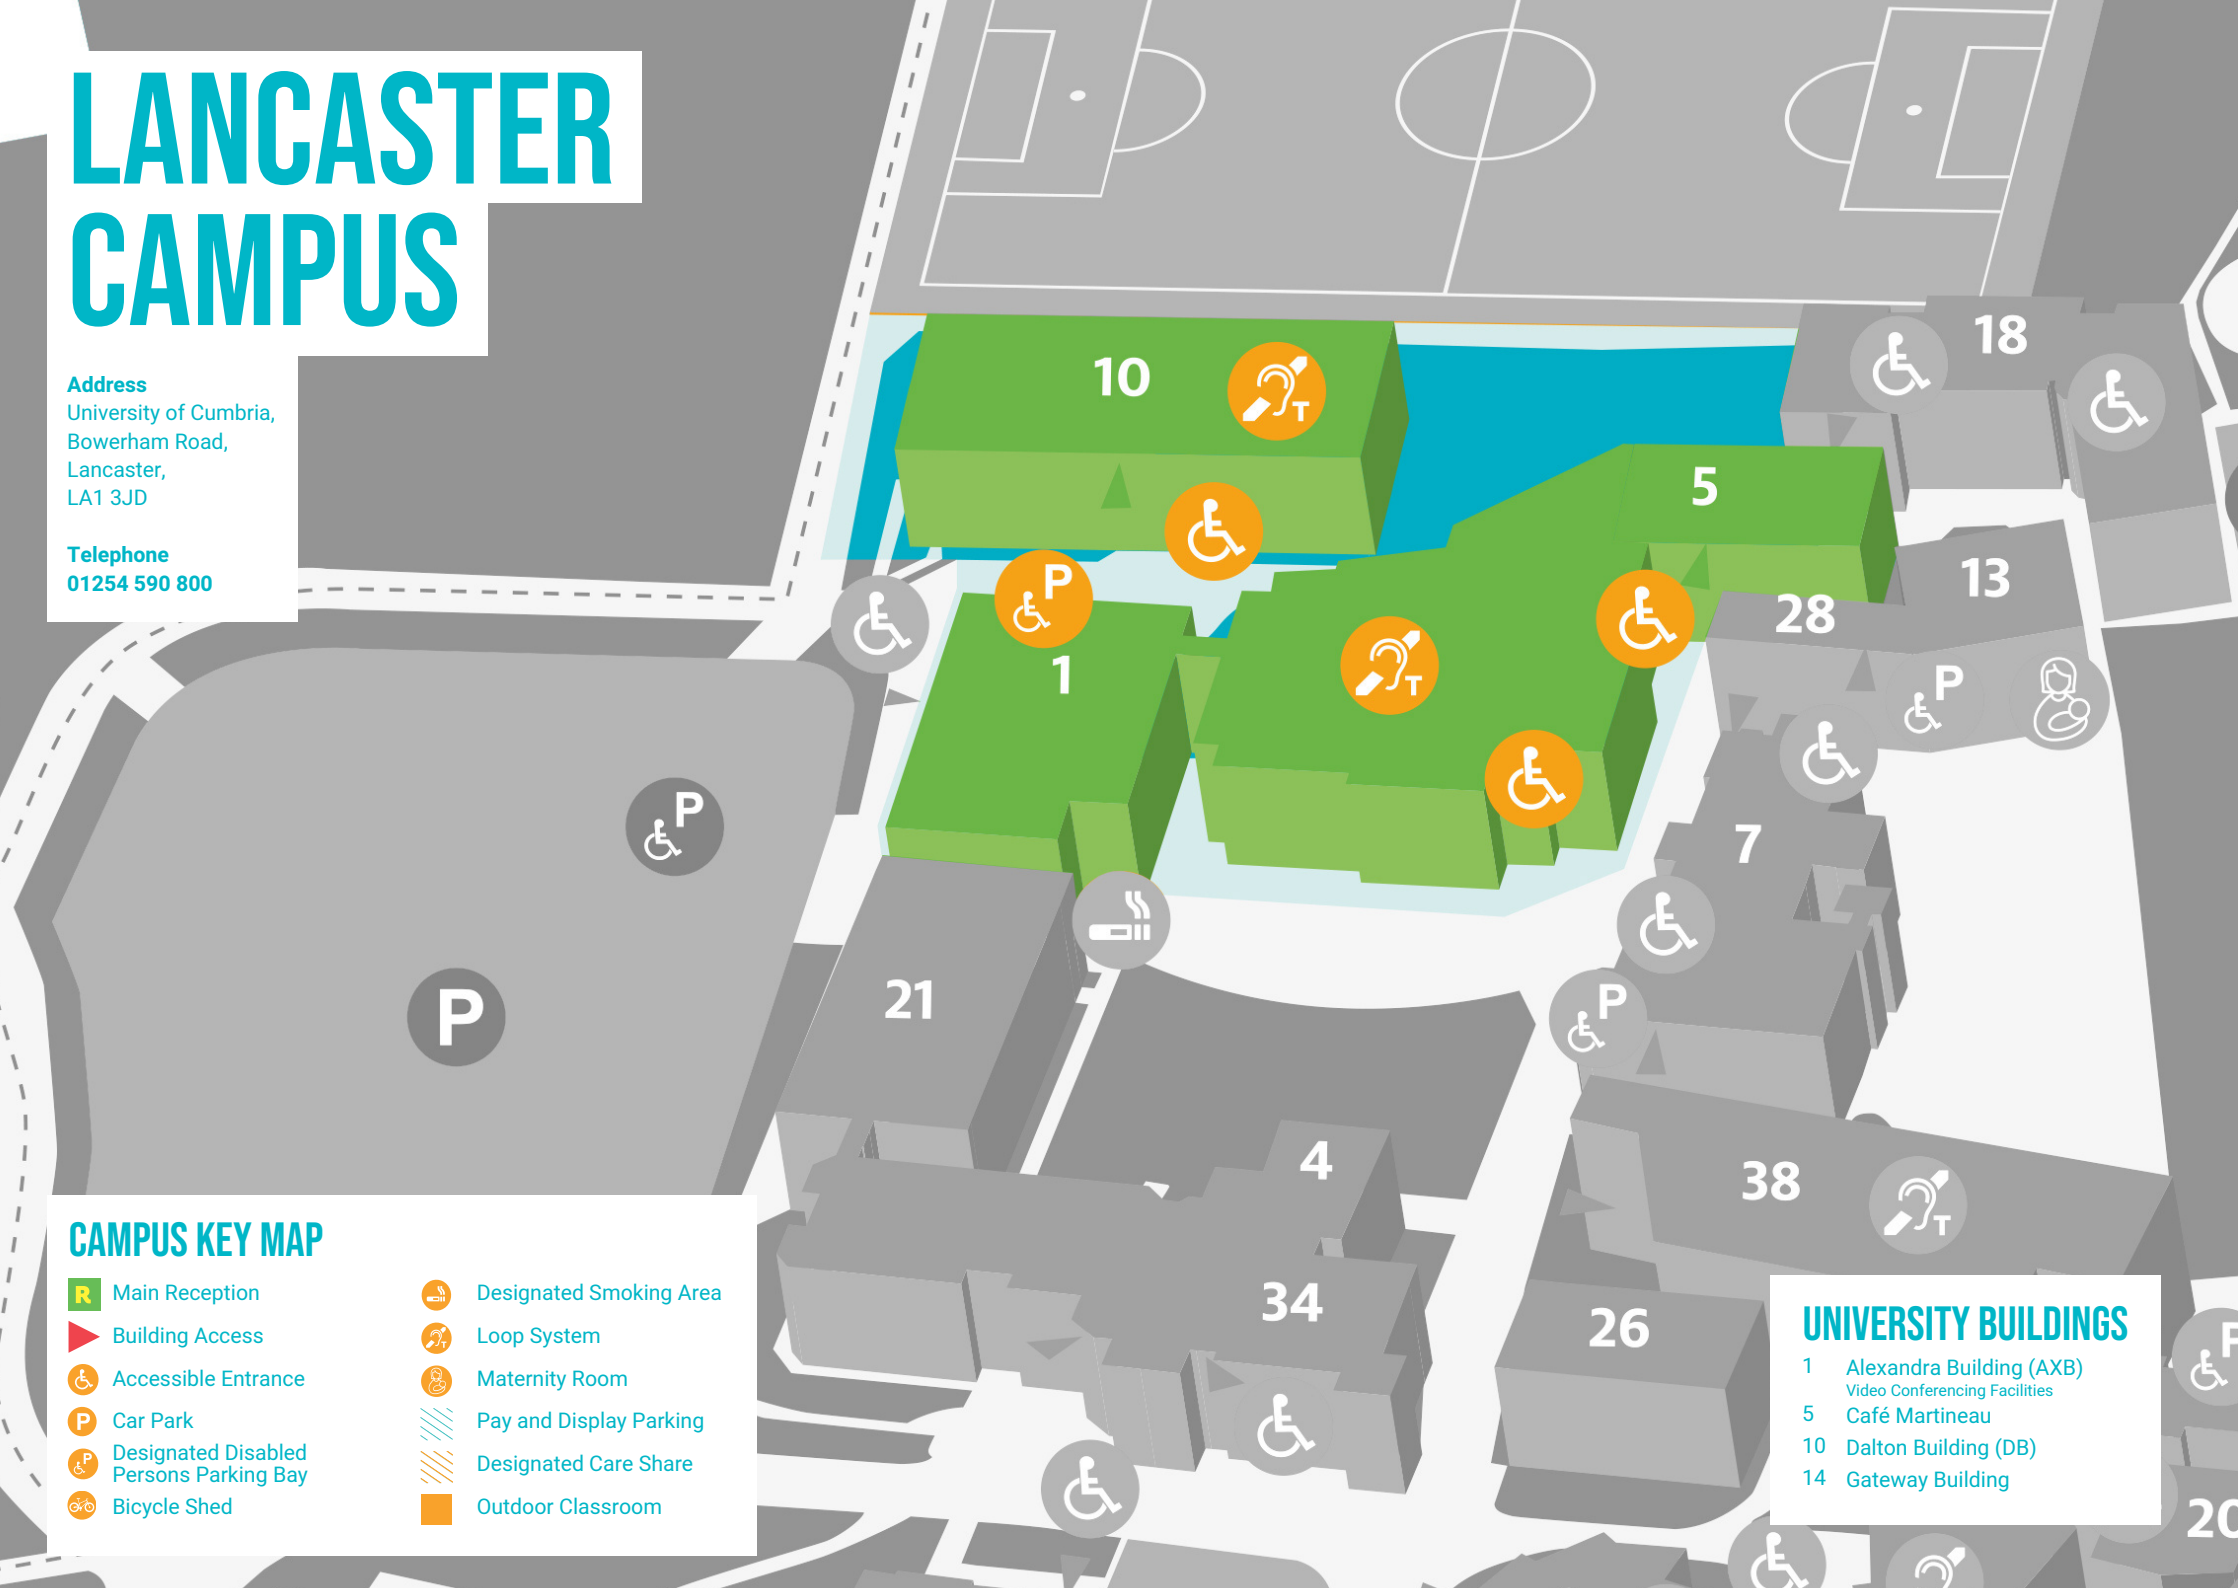 LANCASTER
CAMPUS
Address
University of Cumbria,
Bowerham Road,
Lancaster,
LA1 3JD
Telephone
01254 590 800
10
T
18
5
13
P
28
1
T
P
P
7
P
P
21
4
38
T
34
26
P
20
CAMPUS KEY MAP
R Main Reception
Building Access
Accessible Entrance
P Car Park
P Designated Disabled
Persons Parking Bay
Bicycle Shed
Designated Smoking Area
T Loop System
Maternity Room
Pay and Display Parking
Designated Care Share
Outdoor Classroom
UNIVERSITY BUILDINGS
1 Alexandra Building (AXB)
Video Conferencing Facilities
5 Café Martineau
10 Dalton Building (DB)
14 Gateway Building